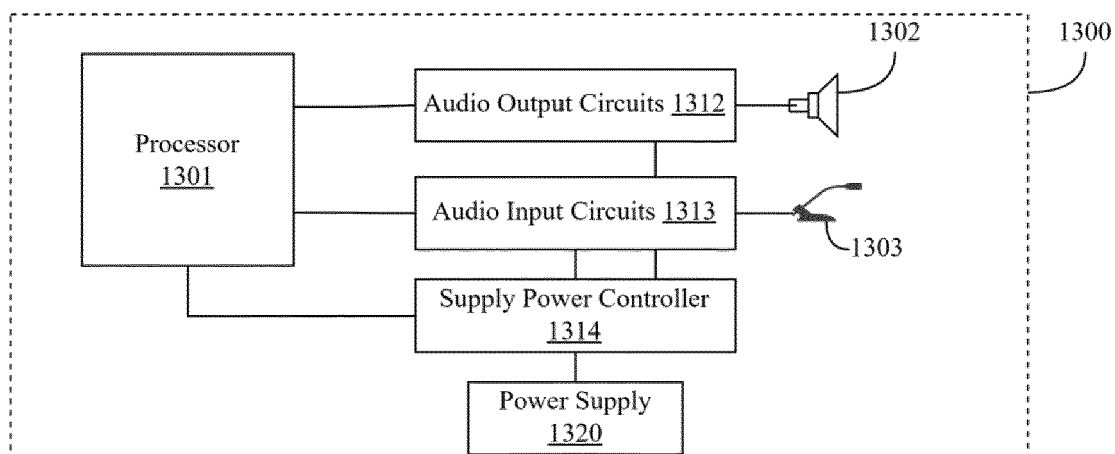 1302
1300
Audio Output Circuits 1312
Processor
1301
Audio Input Circuits 1313
1303
Supply Power Controller
1314
Power Supply
1320